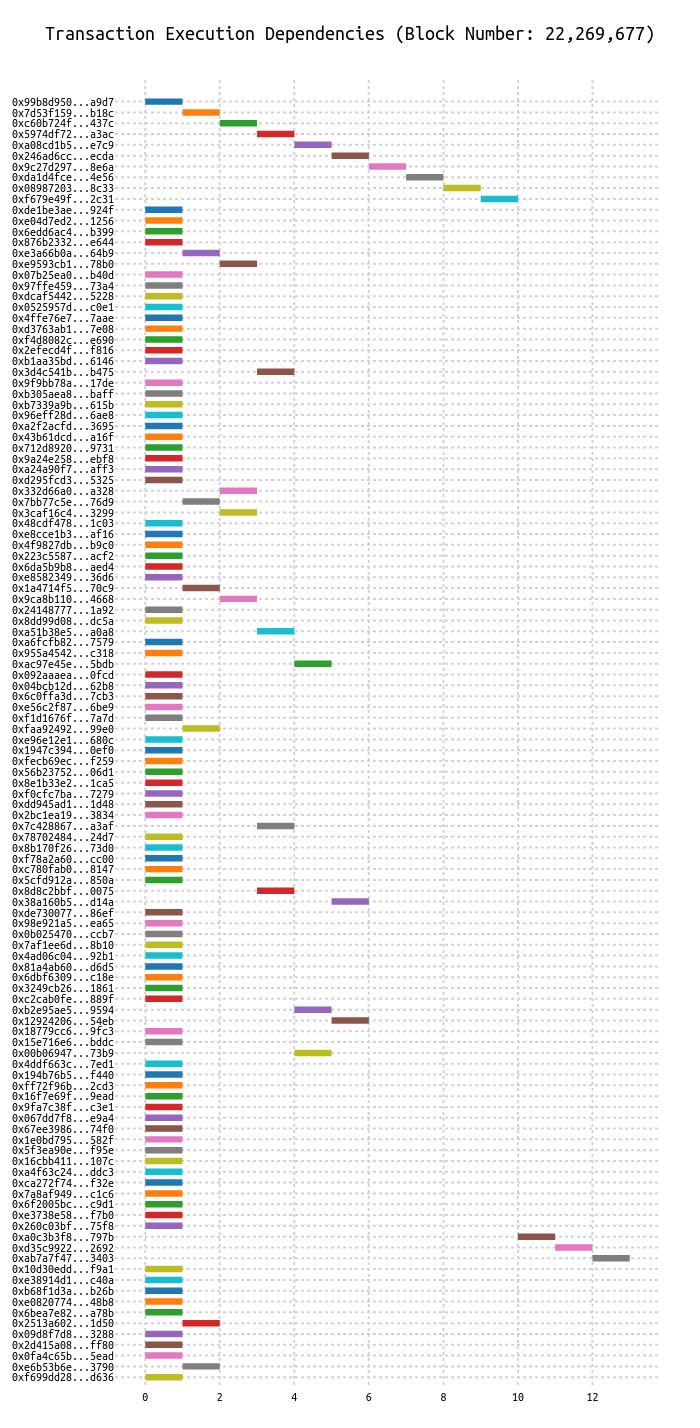 Transaction Execution Dependencies (Block Number: 22,269,677)
0x99b8d950...a9d7
0x7d53f159...b18c
0xc60b724f...437c
0x5974df72...a3ac
0xa08cd1b5...e7c9
0x246ad6cc...ecda
0x9c27d297...8e6a
0xda1d4fce...4e56
0x08987203...8c33
0xf679e49f...2c31
0xde1be3ae...924f
0xe04d7ed2...1256
0x6edd6ac4...b399
0x876b2332...e644
0xe3a66b0a...64b9
0xe9593cb1...78b0
0x07b25ea0...b40d
0x97ffe459...73a4
0xdcaf5442...5228
0x0525957d...c0e1
0x4ffe76e7...7aae
0xd3763ab1...7e08
0xf4d8082c...e690
0x2efecd4f...f816
0xb1aa35bd...6146
0x3d4c541b...b475
0x9f9bb78a...17de
0xb305aea8...baff
0xb7339a9b...615b
0x96eff28d...6ae8
0xa2f2acfd...3695
0x43b61dcd...a16f
0x712d8920...9731
0x9a24e258...ebf8
0xa24a90f7...aff3
0xd295fcd3...5325
0x332d66a0...a328
0x7bb77c5e...76d9
0x3caf16c4...3299
0x48cdf478...1c03
0xe8cce1b3...af16
0x4f9827db...b9c0
0x223c5587...acf2
0x6da5b9b8...aed4
0xe8582349...36d6
0x1a4714f5...70c9
0x9ca8b110...4668
0x24148777...1a92
0x8dd99d08...dc5a
0xa51b38e5...a0a8
0xa6fcfb82...7579
0x955a4542...c318
0xac97e45e...5bdb
0x092aaaea...0fcd
0x04bcb12d...62b8
0x6c0ffa3d...7cb3
0xe56c2f87...6be9
0xf1d1676f...7a7d
0xfaa92492...99e0
0xe96e12e1...680c
0x1947c394...0ef0
0xfecb69ec...f259
0x56b23752...06d1
0x8e1b33e2...1ca5
0xf0cfc7ba...7279
0xdd945ad1...1d48
0x2bc1ea19...3834
0x7c428867...a3af
0x78702484...24d7
0x8b170f26...73d0
0xf78a2a60...cc00
0xc780fab0...8147
0x5cfd912a...850a
0x8d8c2bbf...0075
0x38a160b5...d14a
0xde730077...86ef
0x98e921a5...ea65
0x0b025470...ccb7
0x7af1ee6d...8b10
0x4ad06c04...92b1
0x81a4ab60...d6d5
0x6dbf6309...c18e
0x3249cb26...1861
0xc2cab0fe...889f
0xb2e95ae5...9594
0x12924206...54eb
0x18779cc6...9fc3
0x15e716e6...bddc
0x00b06947...73b9
0x4ddf663c...7ed1
0x194b76b5...f440
0xff72f96b...2cd3
0x16f7e69f...9ead
0x9fa7c38f...c3e1
0x067dd7f8...e9a4
0x67ee3986...74f0
0x1e0bd795...582f
0x5f3ea90e...f95e
0x16cbb411...107c
0xa4f63c24...ddc3
0xca272f74...f32e
0x7a8af949...c1c6
0x6f2005bc...c9d1
0xe3738e58...f7b0
0x260c03bf...75f8
0xa0c3b3f8...797b
0xd35c9922...2692
0xab7a7f47...3403
0x10d30edd...f9a1
0xe38914d1...c40a
0xb68f1d3a...b26b
0xe0820774...48b8
0x6bea7e82...a78b
0x2513a602...1d50
0x09d8f7d8...3288
0x2d415a08...ff80
0x0fa4c65b...5ead
0xe6b53b6e...3790
0xf699dd28...d636
0 2 4 6 8 10 12